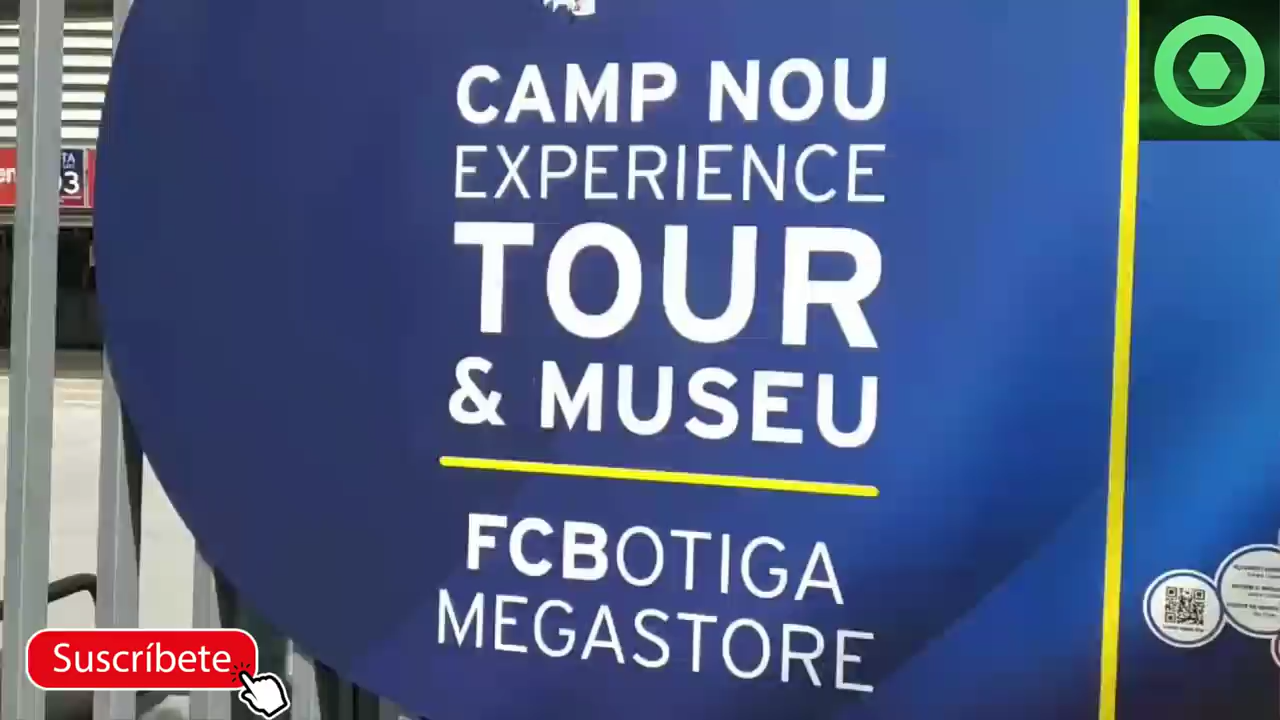 CAMP NOU
EXPERIENCE
TOUR
& MUSEU
FCBOTIGA
MEGASTORE
Suscríbete